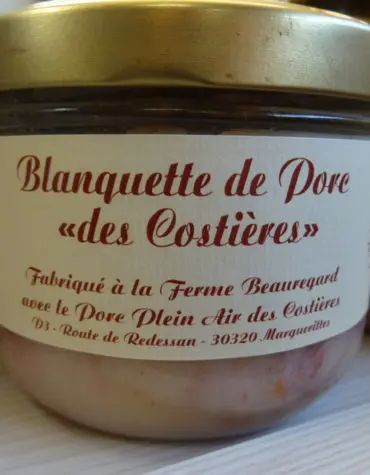 Blanquette de Porc
«des Costières»
Fabriqué à la Ferme Beauregard
avec le Porc Plein Air des Costières
D3 - Route de Redessan - 30320 Marguerittes